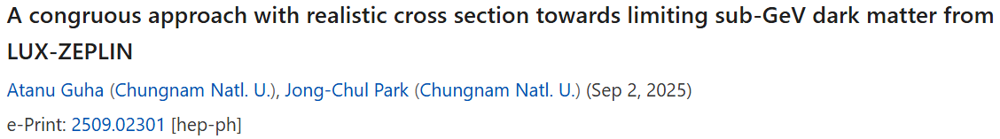 A congruous approach with realistic cross section towards limiting sub-GeV dark matter from
LUX-ZEPLIN
Atanu Guha (Chungnam Natl. U.), Jong-Chul Park (Chungnam Natl. U.) (Sep 2, 2025)
e-Print: 2509.02301 [hep-ph]